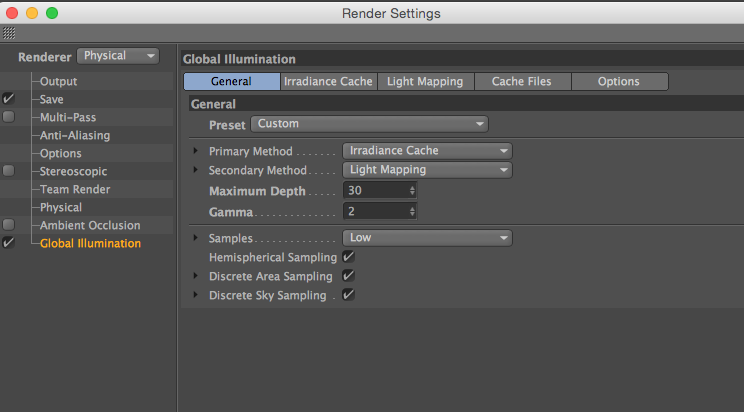 Render Settings
Renderer Physical
Output
Save
Multi-Pass
Anti-Aliasing
Options
Stereoscopic
Team Render
Physical
Ambient Occlusion
Global Illumination
Global Illumination
General Irradiance Cache Light Mapping Cache Files Options
General
Preset Custom
Primary Method . . . . . . . Irradiance Cache
Secondary Method . . . . . Light Mapping
Maximum Depth . . . . . 30
Gamma . . . . . . . . . . . . . . 2
Samples . . . . . . . . . . . . . . Low
Hemispherical Sampling
Discrete Area Sampling
Discrete Sky Sampling .